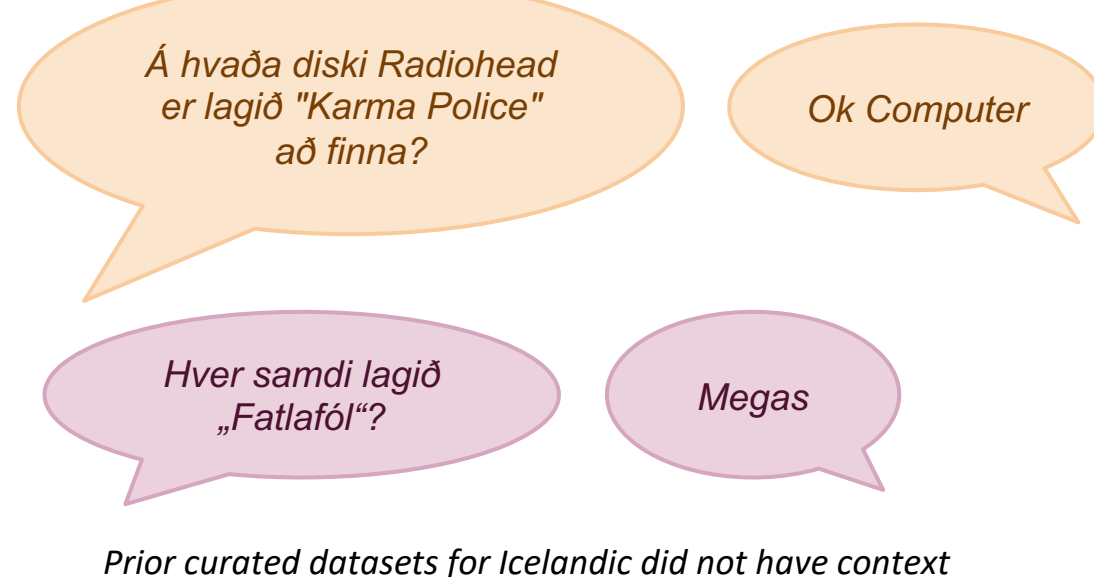 Á hvaða diski Radiohead
er lagið "Karma Police"
að finna?
Ok Computer
Hver samdi lagið
„Fatlafól“?
Megas
Prior curated datasets for Icelandic did not have context